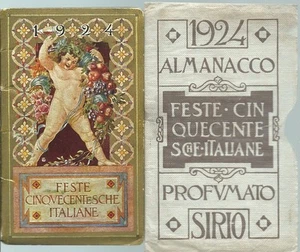 1924
FESTE
CINQVECENTESCHE
ITALIANE
1924
ALMANACCO
FESTE · CIN
QUECENTE
SCHE · ITALIANE
PROFVMATO
SIRIO